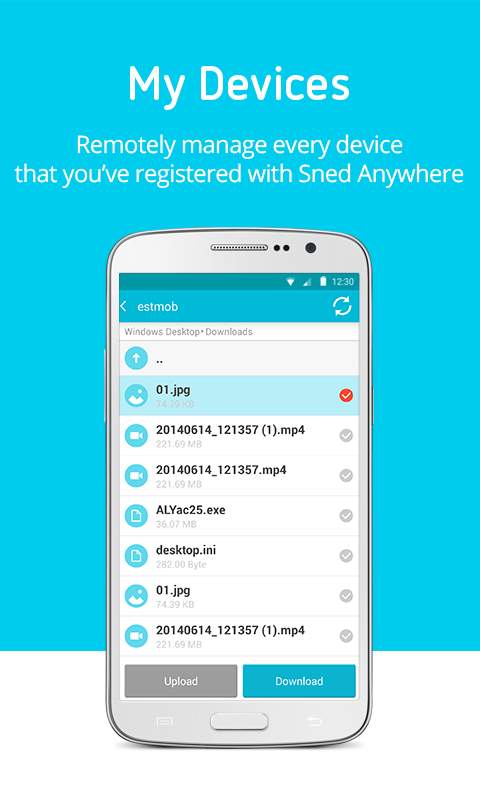 My Devices
Remotely manage every device
that you've registered with Sned Anywhere
12:30
estmob
Windows Desktop• Downloads
..
01.jpg
74.39 KB
20140614_121357 (1).mp4
221.69 MB
20140614_121357.mp4
221.69 MB
ALYac25.exe
36.07 MB
desktop.ini
282.00 Byte
01.jpg
74.39 KB
20140614_121357 (1).mp4
221.69 MB
Upload Download